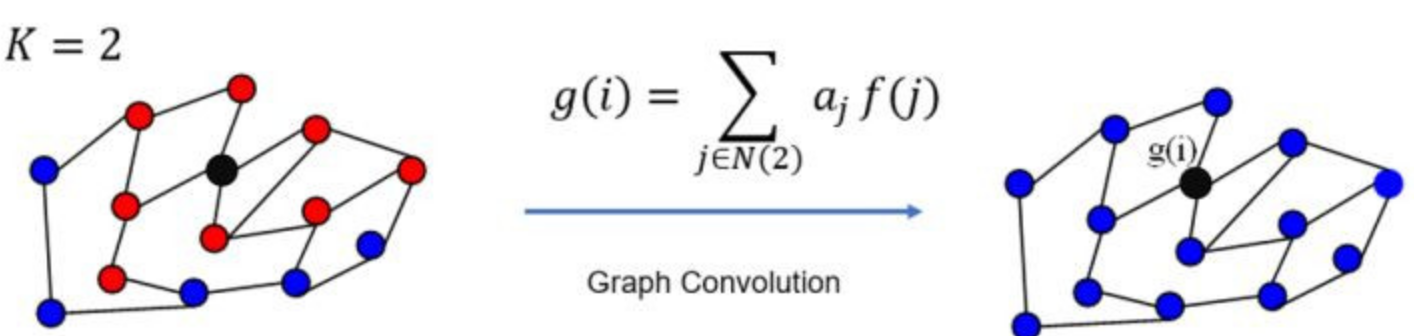 K = 2
g(i) = ∑ a_j f(j)
j∈N(2)
g(i)
Graph Convolution